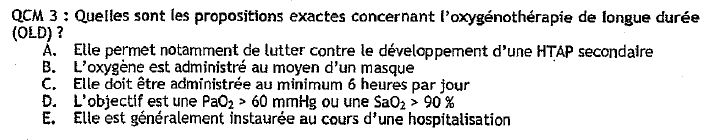 QCM 3 : Quelles sont les propositions exactes concernant l'oxygénothérapie de longue durée
(OLD) ?
A. Elle permet notamment de lutter contre le développement d'une HTAP secondaire
B. L'oxygène est administré au moyen d'un masque
C. Elle doit être administrée au minimum 6 heures par jour
D. L'objectif est une PaO₂ > 60 mmHg ou une SaO₂ > 90 %
E. Elle est généralement instaurée au cours d'une hospitalisation